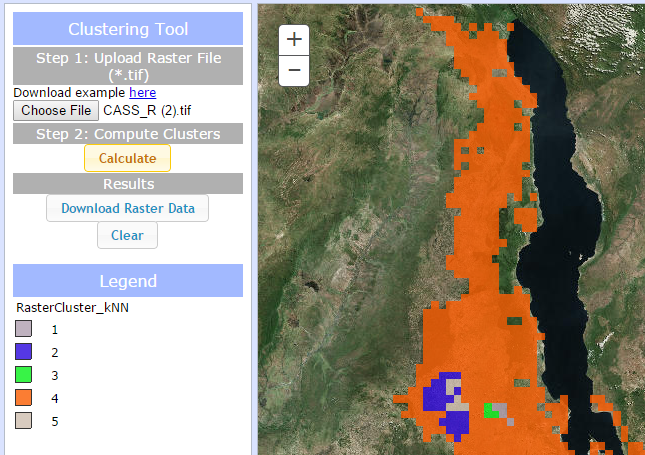 Clustering Tool
Step 1: Upload Raster File
(*.tif)
Download example here
Choose File CASS_R (2).tif
Step 2: Compute Clusters
Calculate
Results
Download Raster Data
Clear
Legend
RasterCluster_kNN
1
2
3
4
5
+
−